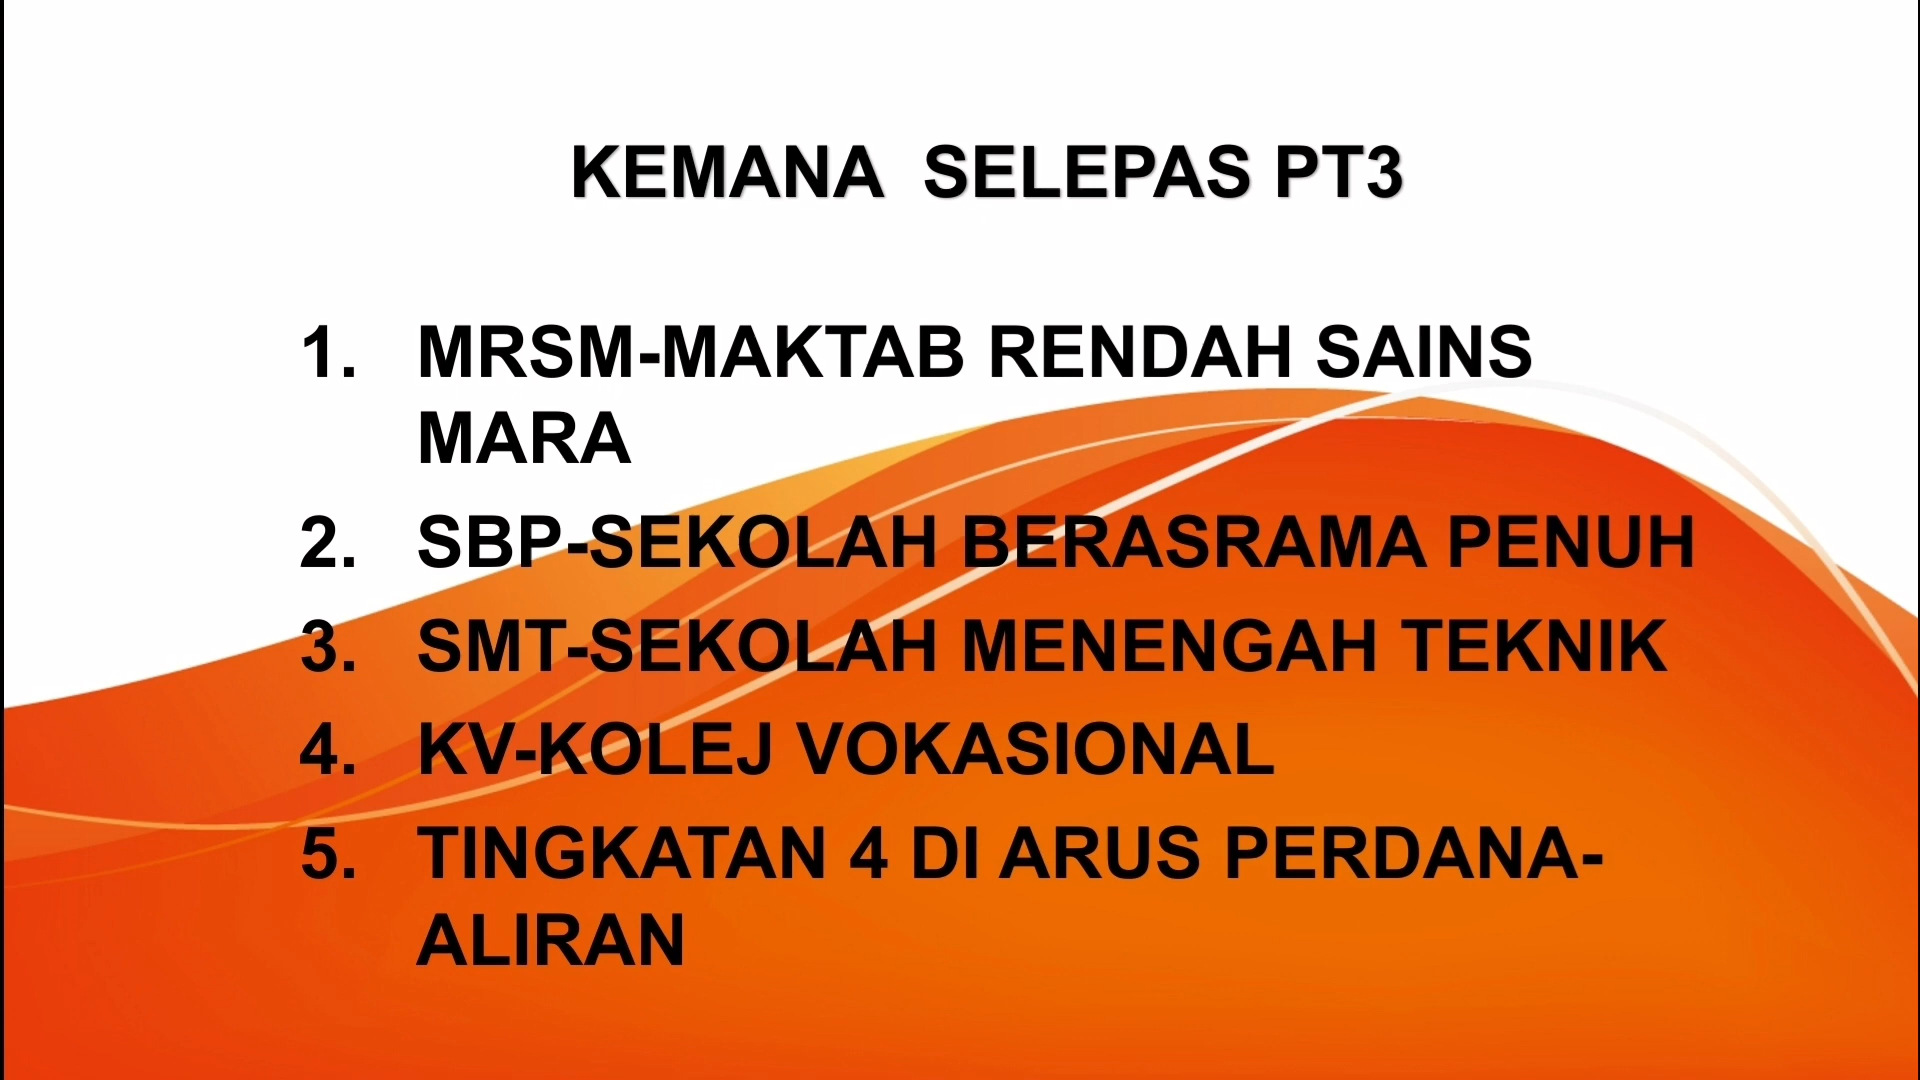 KEMANA  SELEPAS PT3
1. MRSM-MAKTAB RENDAH SAINS
MARA
2. SBP-SEKOLAH BERASRAMA PENUH
3. SMT-SEKOLAH MENENGAH TEKNIK
4. KV-KOLEJ VOKASIONAL
5. TINGKATAN 4 DI ARUS PERDANA-
ALIRAN